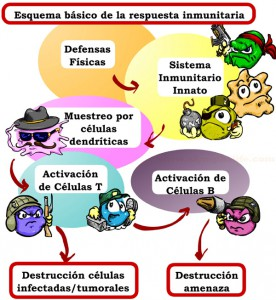 Esquema básico de la respuesta inmunitaria
Defensas
Físicas
Sistema
Inmunitario
Innato
Muestreo por
células
dendríticas
Activación
de Células T
Activación de
Células B
Destrucción células
infectadas/tumorales
Destrucción
amenaza